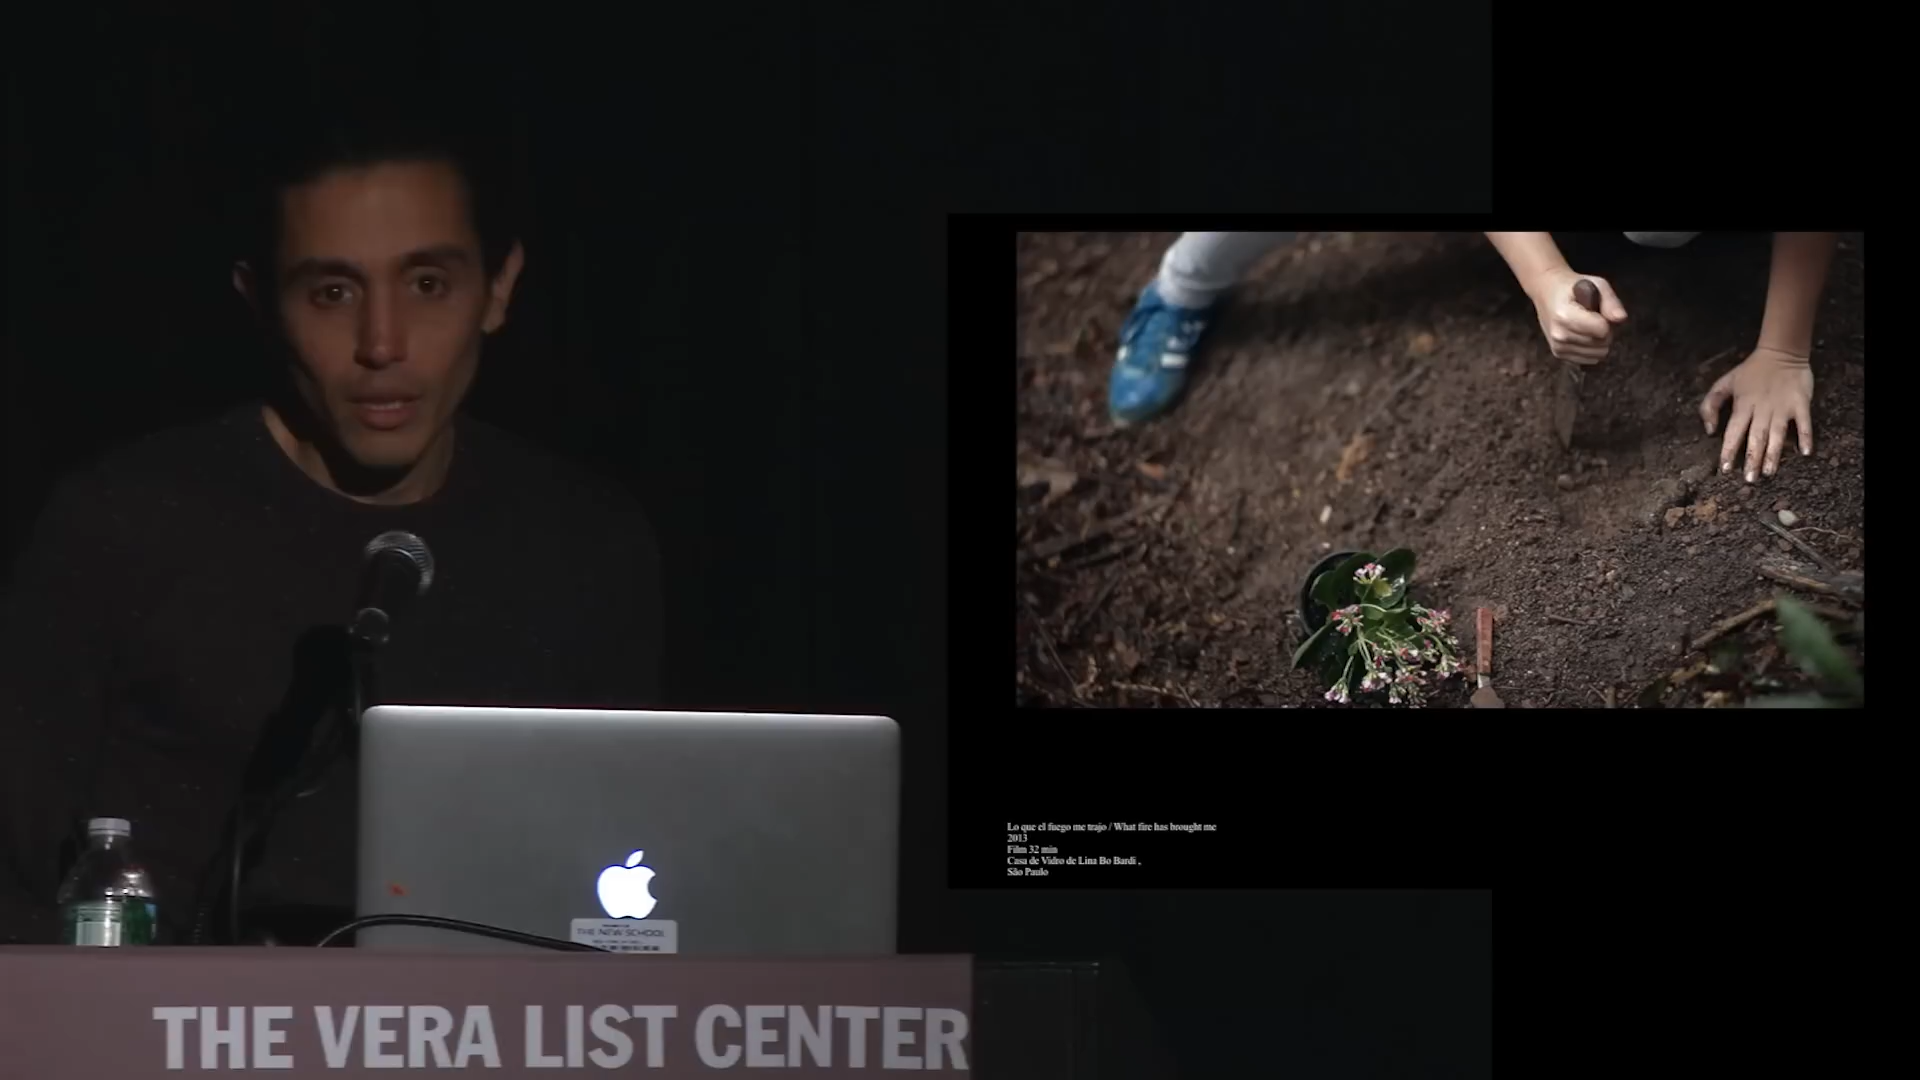 Lo que el fuego me trajo / What fire has brought me
2013
Film 32 min
Casa de Vidro de Lina Bo Bardi ,
São Paulo
THE NEW SCHOOL
THE VERA LIST CENTER